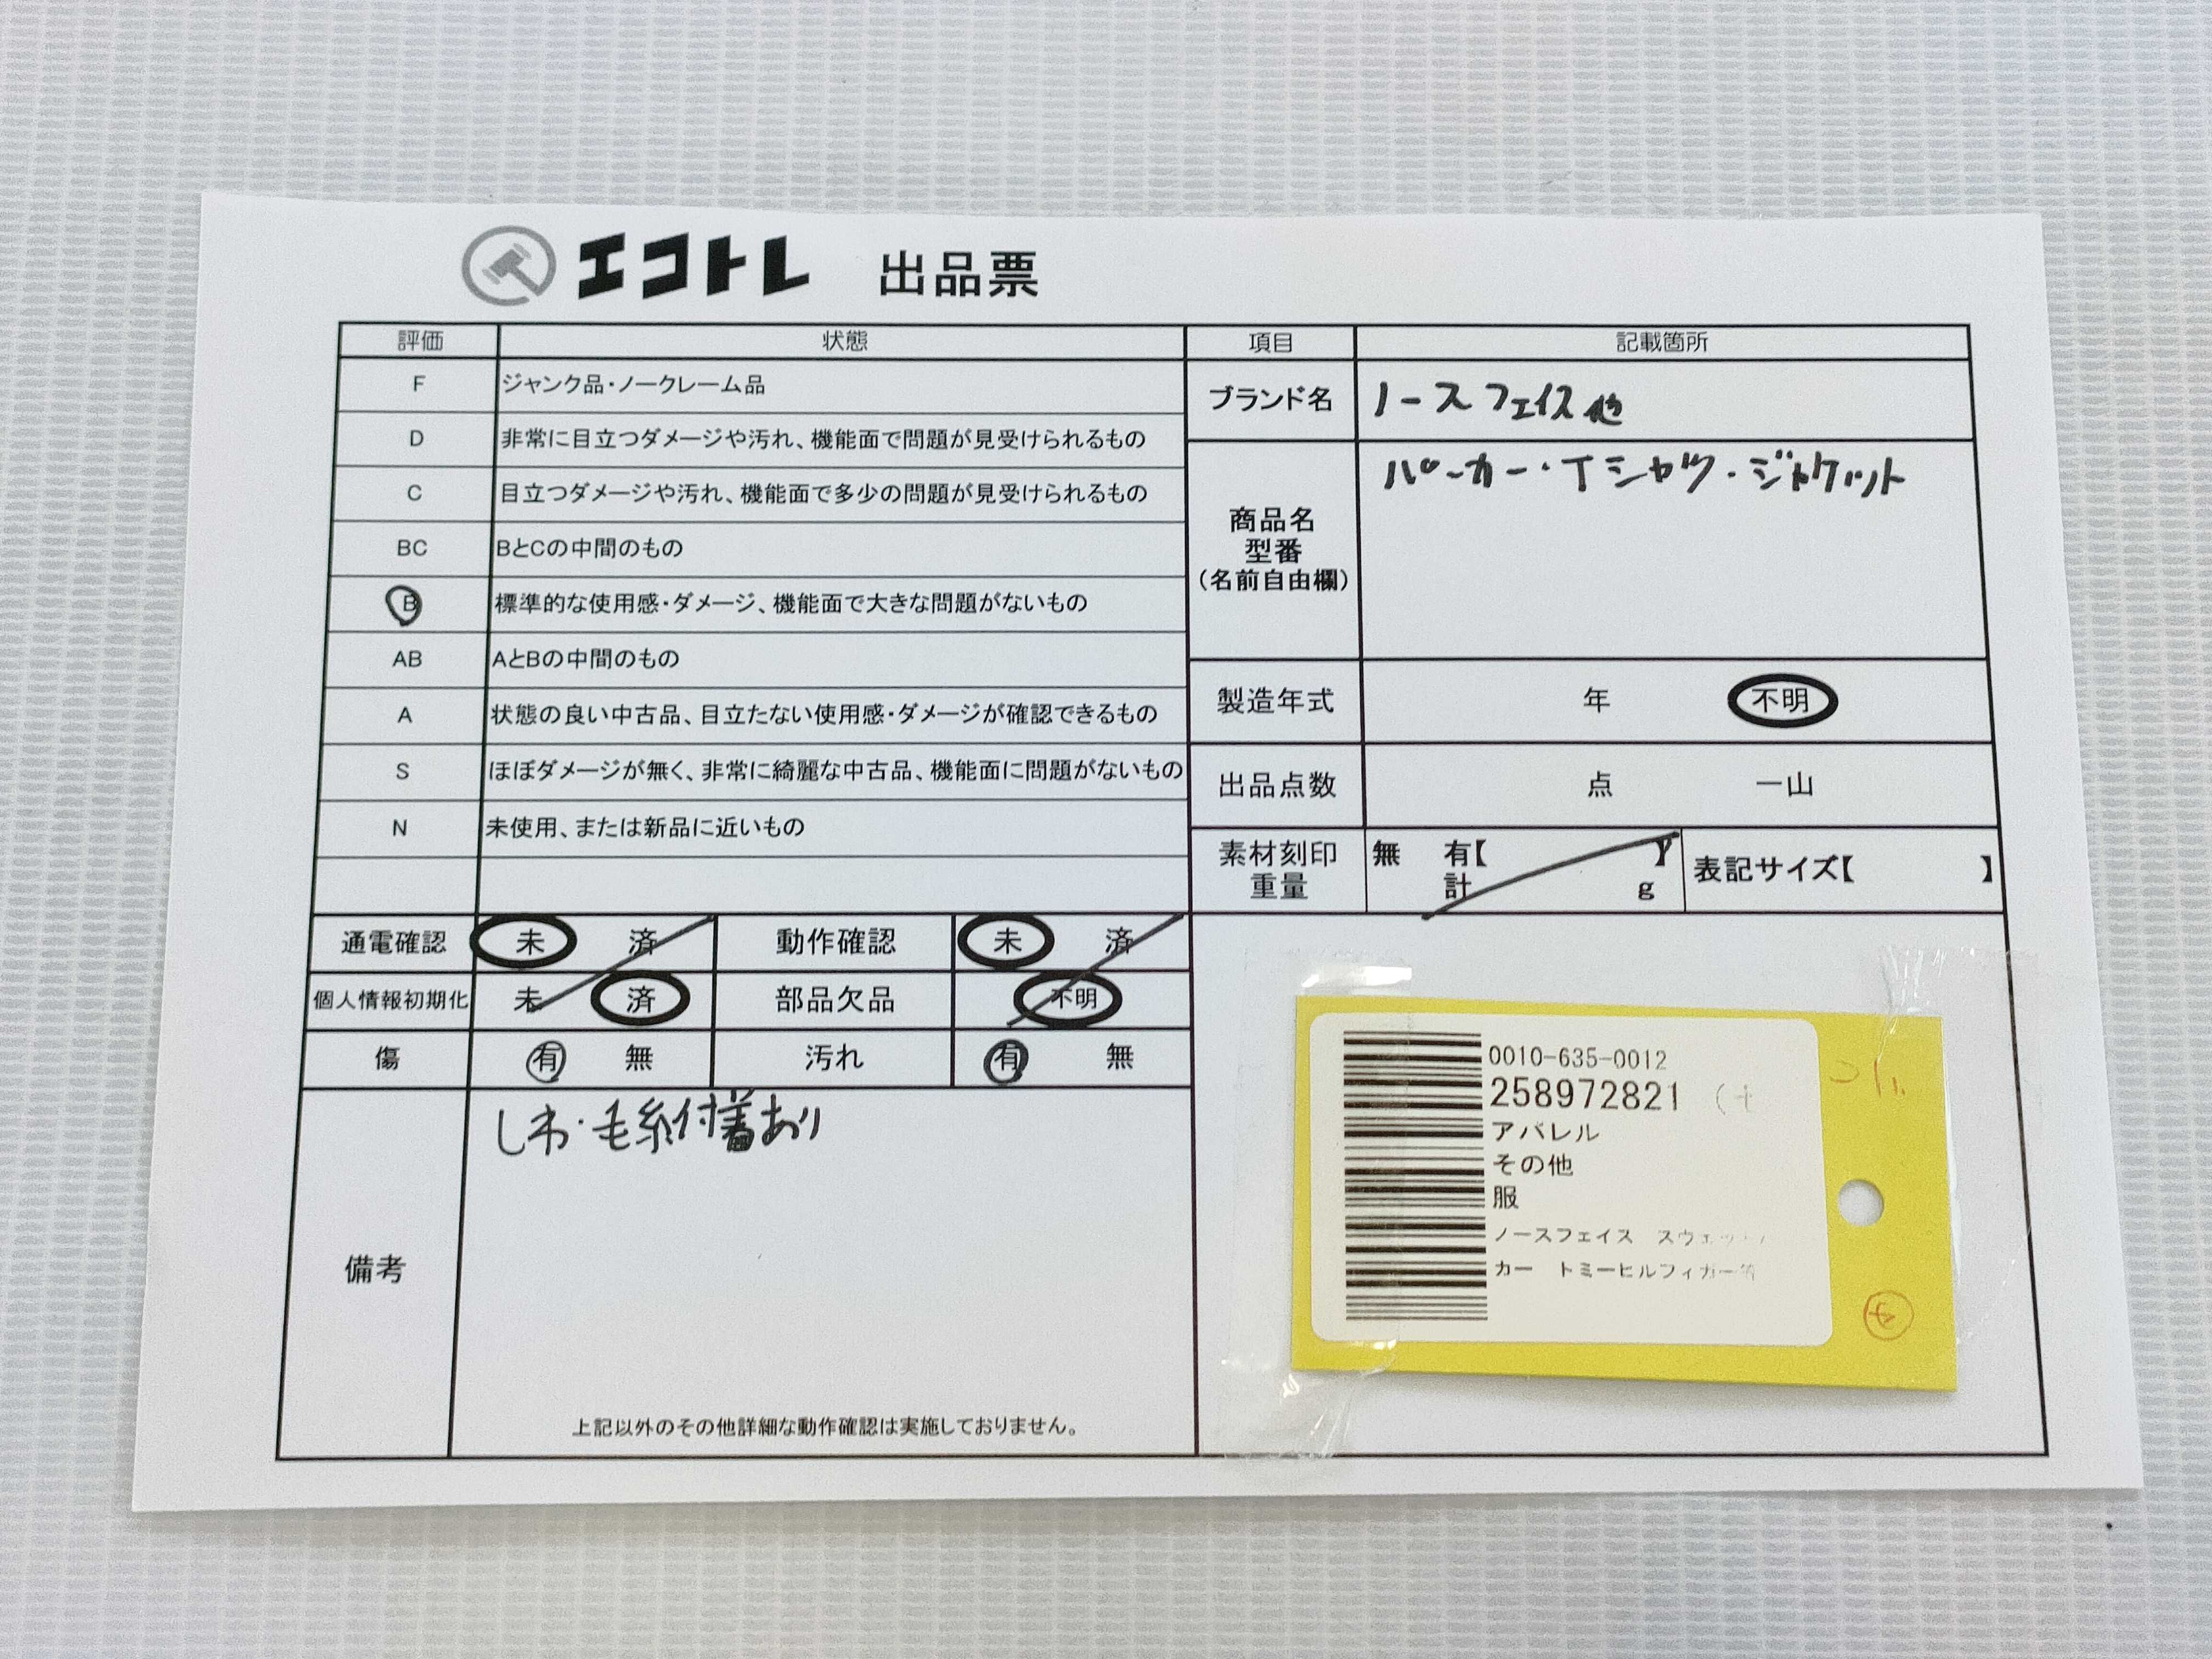 エコトレ 出品票
評価 状態
F ジャンク品・ノークレーム品
D 非常に目立つダメージや汚れ、機能面で問題が見受けられるもの
C 目立つダメージや汚れ、機能面で多少の問題が見受けられるもの
BC BとCの中間のもの
B 標準的な使用感・ダメージ、機能面で大きな問題がないもの
AB AとBの中間のもの
A 状態の良い中古品、目立たない使用感・ダメージが確認できるもの
S ほぼダメージが無く、非常に綺麗な中古品、機能面に問題がないもの
N 未使用、または新品に近いもの
項目 記載箇所
ブランド名 ノースフェイス他
商品名
型番
(名前自由欄)
パーカー・Tシャツ・ジャケット
製造年式 年 不明
出品点数 点 一山
素材刻印 無 有【 】
重量 計 g
表記サイズ【 】
通電確認 未 済 動作確認 未 済
個人情報初期化 未 済 部品欠品 不明
傷 有 無 汚れ 有 無
備考
しわ・毛糸付着あり
上記以外のその他詳細な動作確認は実施しておりません。
0010-635-0012
258972821
アパレル
その他
服
ノースフェイス スウェット
カー トミーヒルフィガー等